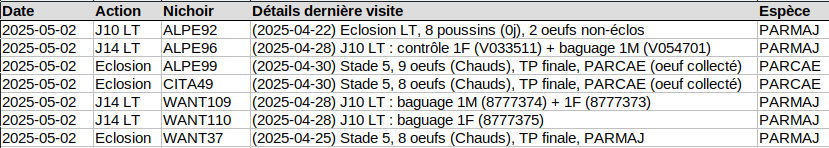 Date Action Nichoir Détails dernière visite Espèce
2025-05-02 J10 LT ALPE92 (2025-04-22) Eclosion LT, 8 poussins (0j), 2 oeufs non-éclos PARMAJ
2025-05-02 J14 LT ALPE96 (2025-04-28) J10 LT : contrôle 1F (V033511) + baguage 1M (V054701) PARMAJ
2025-05-02 Eclosion ALPE99 (2025-04-30) Stade 5, 9 oeufs (Chauds), TP finale, PARCAE (oeuf collecté) PARCAE
2025-05-02 Eclosion CITA49 (2025-04-30) Stade 5, 8 oeufs (Chauds), TP finale, PARCAE (oeuf collecté) PARCAE
2025-05-02 J14 LT WANT109 (2025-04-28) J10 LT : baguage 1M (8777374) + 1F (8777373) PARMAJ
2025-05-02 J14 LT WANT110 (2025-04-28) J10 LT : baguage 1F (8777375) PARMAJ
2025-05-02 Eclosion WANT37 (2025-04-25) Stade 5, 8 oeufs (Chauds), TP finale, PARMAJ PARMAJ